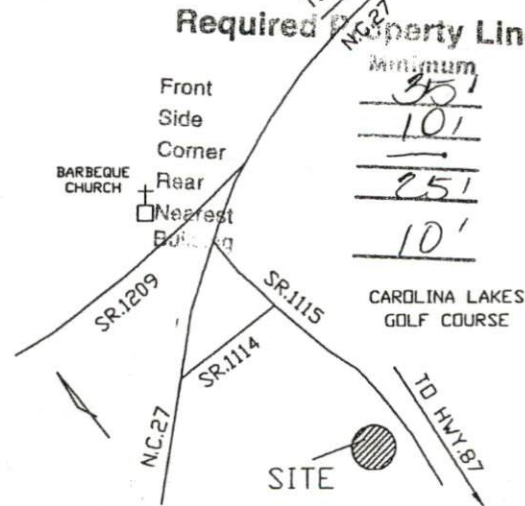 Required Property Lin
N.C.27
Minimum
Front 35'
Side 10'
Corner —
Rear 25'
Nearest
Building 10'
BARBEQUE
CHURCH
SR.1209
SR.1115
SR.1114
N.C.27
CAROLINA LAKES
GOLF COURSE
TO HWY.87
SITE